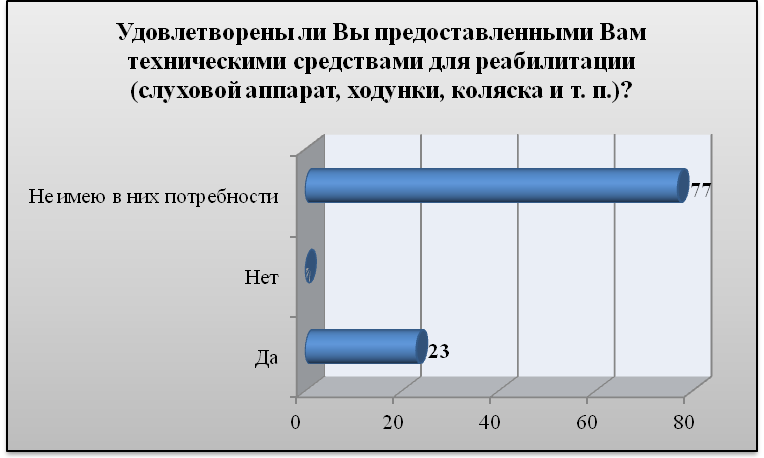 Удовлетворены ли Вы предоставленными Вам
техническими средствами для реабилитации
(слуховой аппарат, ходунки, коляска и т. п.)?
Не имею в них потребности
77
Нет
Да
23
0 20 40 60 80